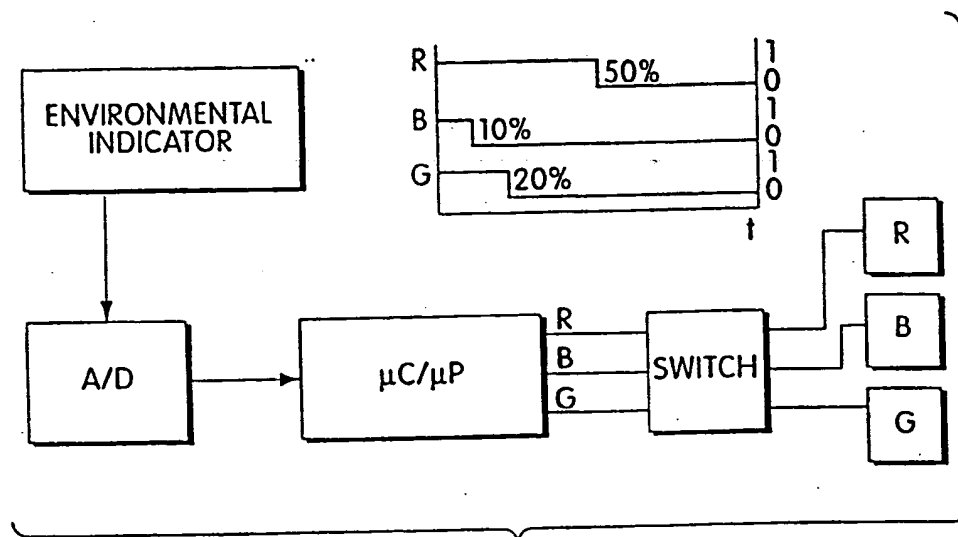 ENVIRONMENTAL
INDICATOR
R
50%
1
0
B
10%
1
0
G
20%
1
0
t
A/D
μC/μP
R
B
G
SWITCH
R
B
G